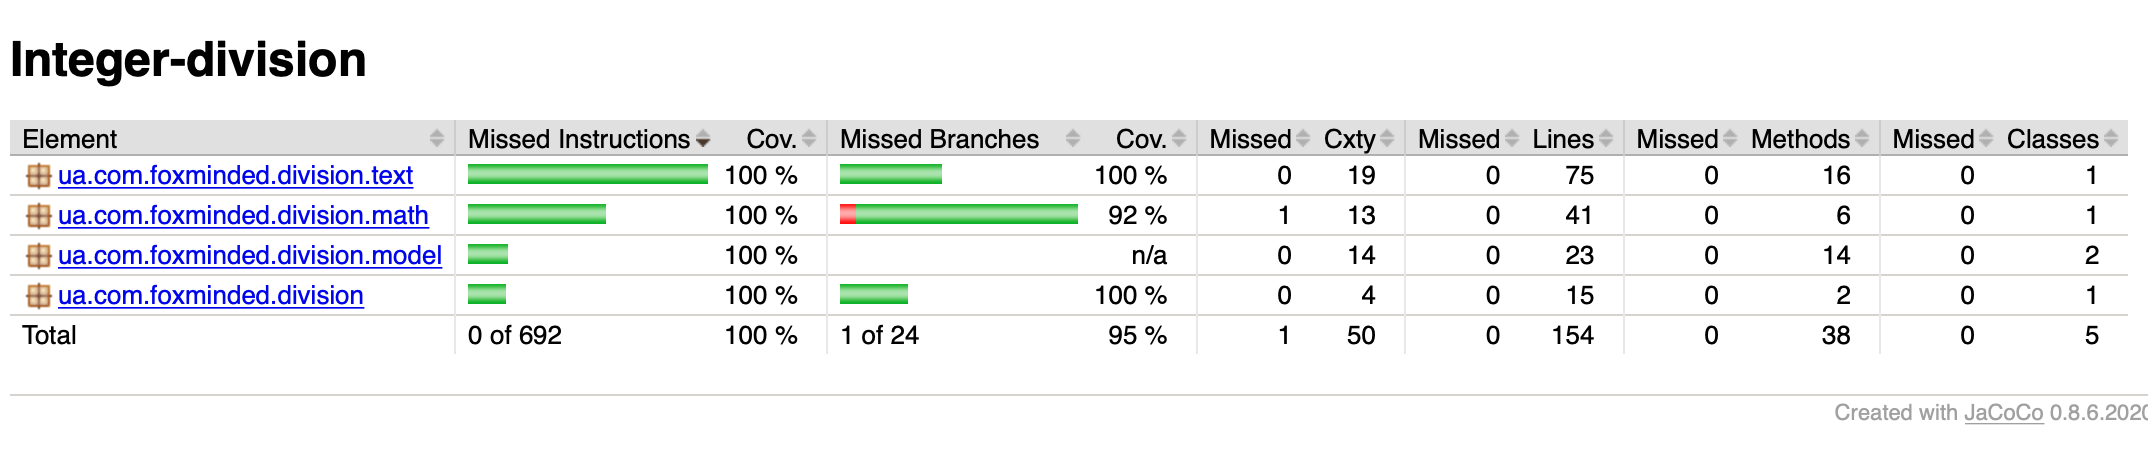 Integer-division
Element Missed Instructions Cov. Missed Branches Cov. Missed Cxty Missed Lines Missed Methods Missed Classes
ua.com.foxminded.division.text 100 % 100 % 0 19 0 75 0 16 0 1
ua.com.foxminded.division.math 100 % 92 % 1 13 0 41 0 6 0 1
ua.com.foxminded.division.model 100 % n/a 0 14 0 23 0 14 0 2
ua.com.foxminded.division 100 % 100 % 0 4 0 15 0 2 0 1
Total 0 of 692 100 % 1 of 24 95 % 1 50 0 154 0 38 0 5
Created with JaCoCo 0.8.6.2020